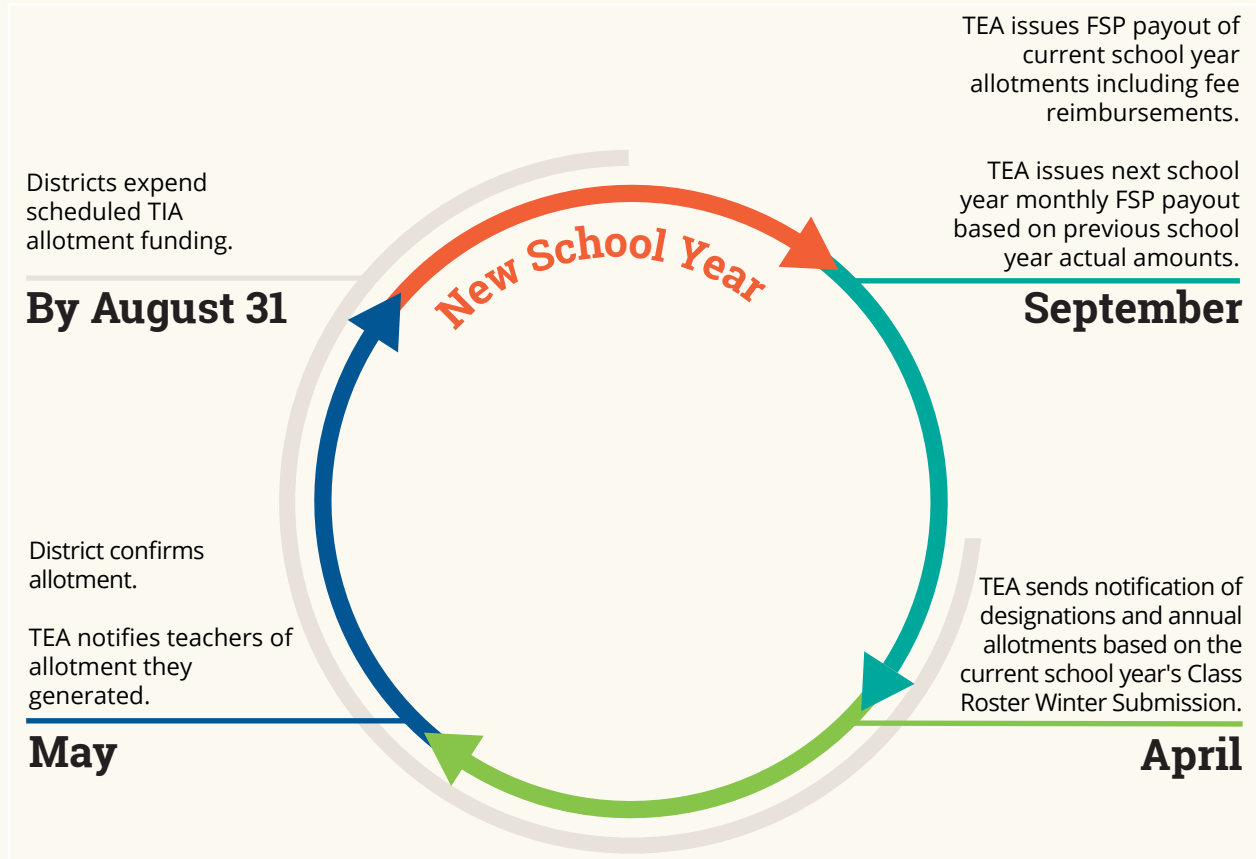 New School Year
TEA issues FSP payout of
current school year
allotments including fee
reimbursements.
TEA issues next school
year monthly FSP payout
based on previous school
year actual amounts.
September
TEA sends notification of
designations and annual
allotments based on the
current school year's Class
Roster Winter Submission.
April
District confirms
allotment.
TEA notifies teachers of
allotment they
generated.
May
Districts expend
scheduled TIA
allotment funding.
By August 31